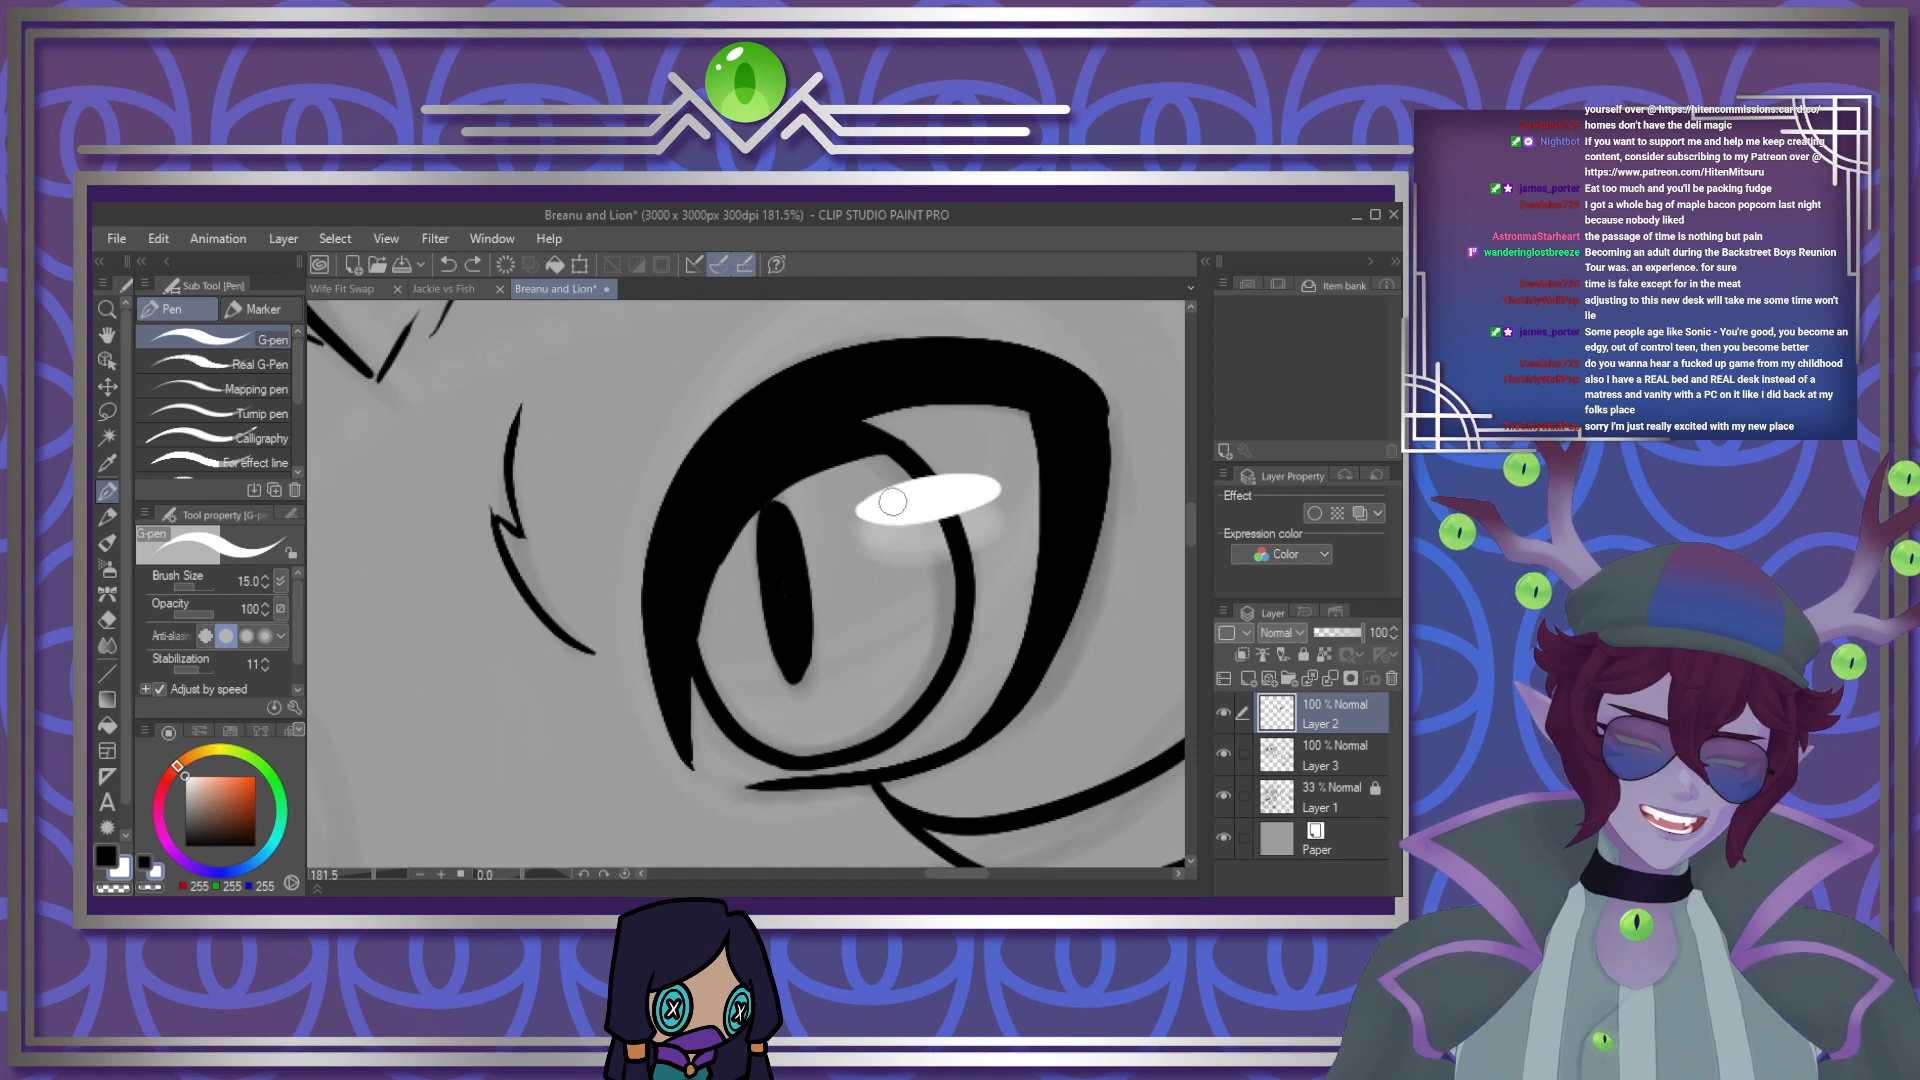 yourself over @ https://hitencommissions.carrd.co/
homes don't have the deli magic
Nightbot If you want to support me and help me keep creating
content, consider subscribing to my Patreon over @
https://www.patreon.com/HitenMitsuru
james_porter Eat too much and you'll be packing fudge
I got a whole bag of maple bacon popcorn last night
because nobody liked
AstronmaStarheart the passage of time is nothing but pain
wanderinglostbreeze Becoming an adult during the Backstreet Boys Reunion
Tour was. an experience. for sure
time is fake except for in the meat
adjusting to this new desk will take me some time won't
lie
james_porter Some people age like Sonic - You're good, you become an
edgy, out of control teen, then you become better
do you wanna hear a fucked up game from my childhood
also I have a REAL bed and REAL desk instead of a
matress and vanity with a PC on it like I did back at my
folks place
sorry I'm just really excited with my new place
Breanu and Lion* (3000 x 3000px 300dpi 181.5%) - CLIP STUDIO PAINT PRO
File Edit Animation Layer Select View Filter Window Help
Sub Tool [Pen]
Wife Fit Swap Jackie vs Fish Breanu and Lion*
Item bank
Pen Marker
G-pen
Real G-Pen
Mapping pen
Turnip pen
Calligraphy
For effect line
Tool property [G-pe
G-pen
Brush Size 15.0
Opacity 100
Anti-aliasin
Stabilization 11
Adjust by speed
255 255 255
181.5 0.0
Layer Property
Effect
Expression color
Color
Layer
Normal 100
100 % Normal
Layer 2
100 % Normal
Layer 3
33 % Normal
Layer 1
Paper